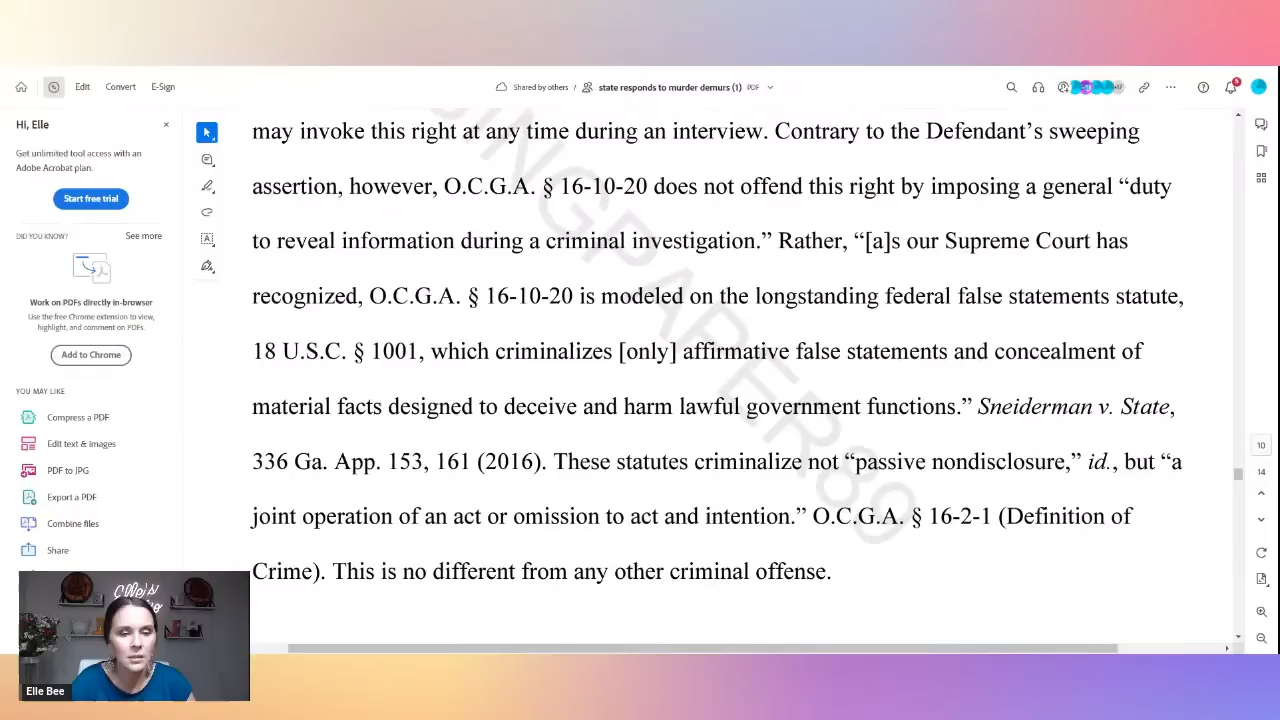 Edit
Convert
E-Sign
Shared by others / state responds to murder demurs (1) PDF
+17
5
Hi, Elle
Get unlimited tool access with an
Adobe Acrobat plan.
Start free trial
DID YOU KNOW?
See more
Work on PDFs directly in-browser
Use the free Chrome extension to view,
highlight, and comment on PDFs.
Add to Chrome
YOU MAY LIKE
Compress a PDF
Edit text & images
PDF to JPG
Export a PDF
Combine files
Share
may invoke this right at any time during an interview. Contrary to the Defendant’s sweeping
assertion, however, O.C.G.A. § 16-10-20 does not offend this right by imposing a general “duty
to reveal information during a criminal investigation.” Rather, “[a]s our Supreme Court has
recognized, O.C.G.A. § 16-10-20 is modeled on the longstanding federal false statements statute,
18 U.S.C. § 1001, which criminalizes [only] affirmative false statements and concealment of
material facts designed to deceive and harm lawful government functions.” Sneiderman v. State,
336 Ga. App. 153, 161 (2016). These statutes criminalize not “passive nondisclosure,” id., but “a
joint operation of an act or omission to act and intention.” O.C.G.A. § 16-2-1 (Definition of
Crime). This is no different from any other criminal offense.
INGPAPER89
10
14
Elle's
Elle Bee